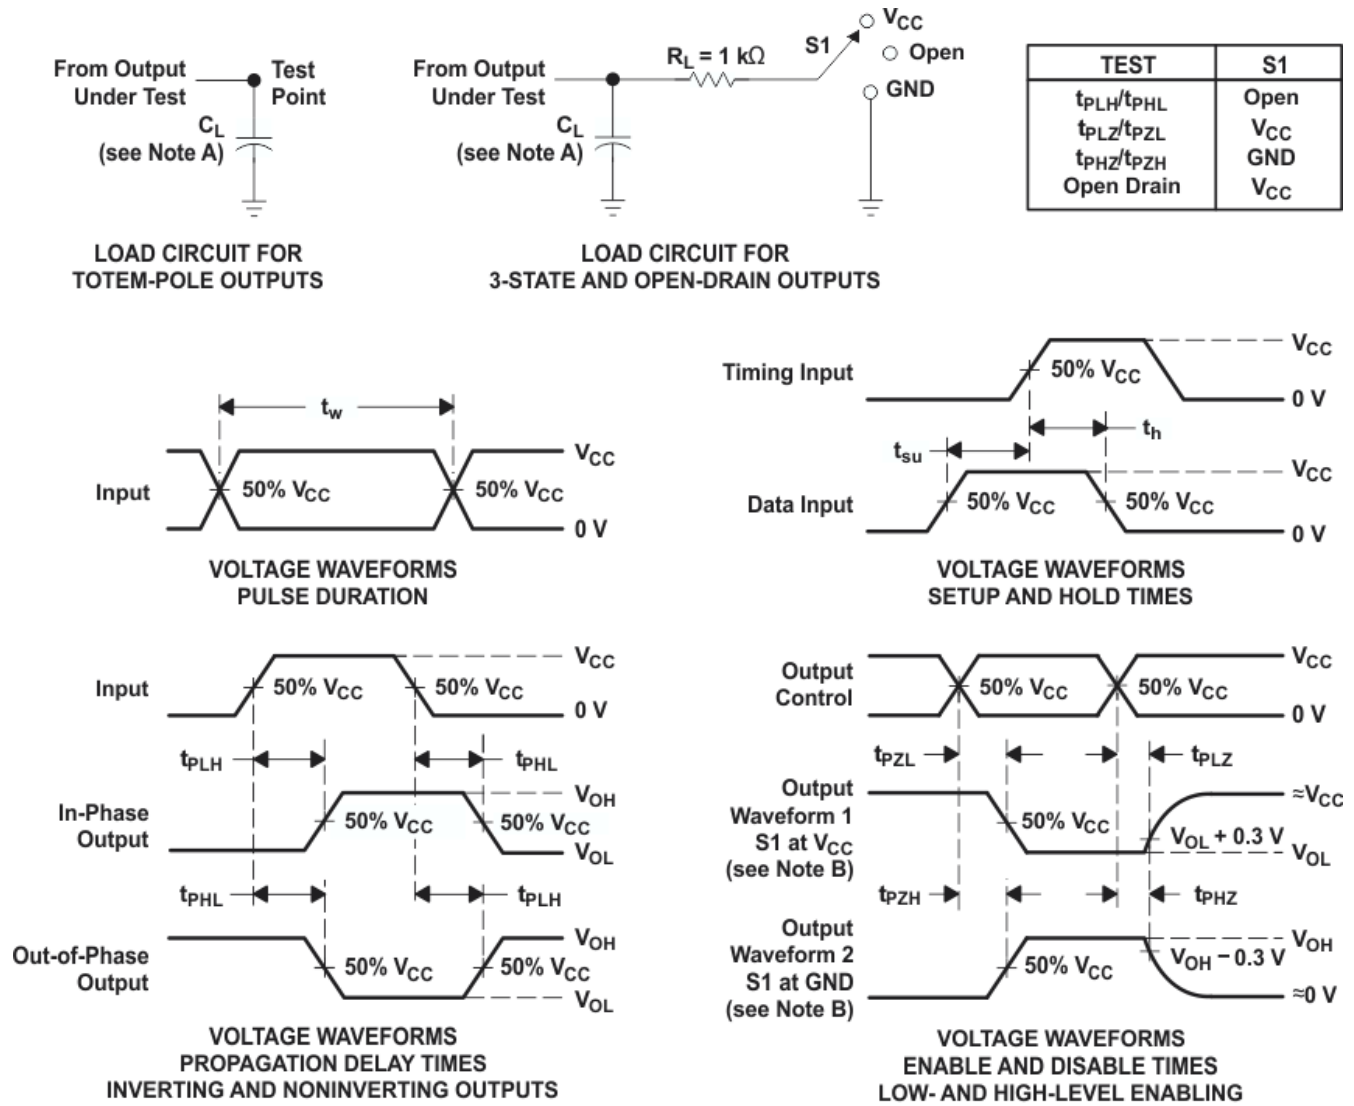 From Output
Under Test
Test
Point
CL
(see Note A)
LOAD CIRCUIT FOR
TOTEM-POLE OUTPUTS
From Output
Under Test
RL = 1 kΩ
S1
VCC
Open
GND
CL
(see Note A)
LOAD CIRCUIT FOR
3-STATE AND OPEN-DRAIN OUTPUTS
TEST S1
tPLH/tPHL Open
tPLZ/tPZL VCC
tPHZ/tPZH GND
Open Drain VCC
tw
VCC
Input
50% VCC
50% VCC
0 V
VOLTAGE WAVEFORMS
PULSE DURATION
Timing Input
VCC
50% VCC
0 V
th
tsu
VCC
Data Input
50% VCC
50% VCC
0 V
VOLTAGE WAVEFORMS
SETUP AND HOLD TIMES
Input
VCC
50% VCC
50% VCC
0 V
tPLH
tPHL
In-Phase
Output
VOH
50% VCC
50% VCC
VOL
tPHL
tPLH
Out-of-Phase
Output
VOH
50% VCC
50% VCC
VOL
VOLTAGE WAVEFORMS
PROPAGATION DELAY TIMES
INVERTING AND NONINVERTING OUTPUTS
Output
Control
VCC
50% VCC
50% VCC
0 V
tPZL
tPLZ
Output
Waveform 1
S1 at VCC
(see Note B)
≈VCC
50% VCC
VOL + 0.3 V
VOL
tPZH
tPHZ
Output
Waveform 2
S1 at GND
(see Note B)
VOH
50% VCC
VOH − 0.3 V
≈0 V
VOLTAGE WAVEFORMS
ENABLE AND DISABLE TIMES
LOW- AND HIGH-LEVEL ENABLING